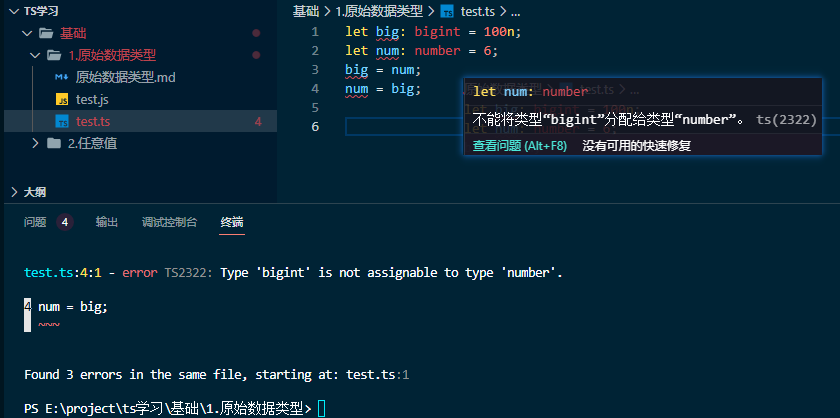 TS学习
基础
1.原始数据类型
原始数据类型.md
JS test.js
TS test.ts 4
2.任意值
大纲
基础 > 1.原始数据类型 > TS test.ts > ...
1 let big: bigint = 100n;
2 let num: number = 6;
3 big = num;
4 num = big;
5
6
let num: number
不能将类型“bigint”分配给类型“number”。 ts(2322)
查看问题 (Alt+F8) 没有可用的快速修复
问题 4 输出 调试控制台 终端
test.ts:4:1 - error TS2322: Type 'bigint' is not assignable to type 'number'.
4 num = big;
~~~
Found 3 errors in the same file, starting at: test.ts:1
PS E:\project\ts学习\基础\1.原始数据类型>